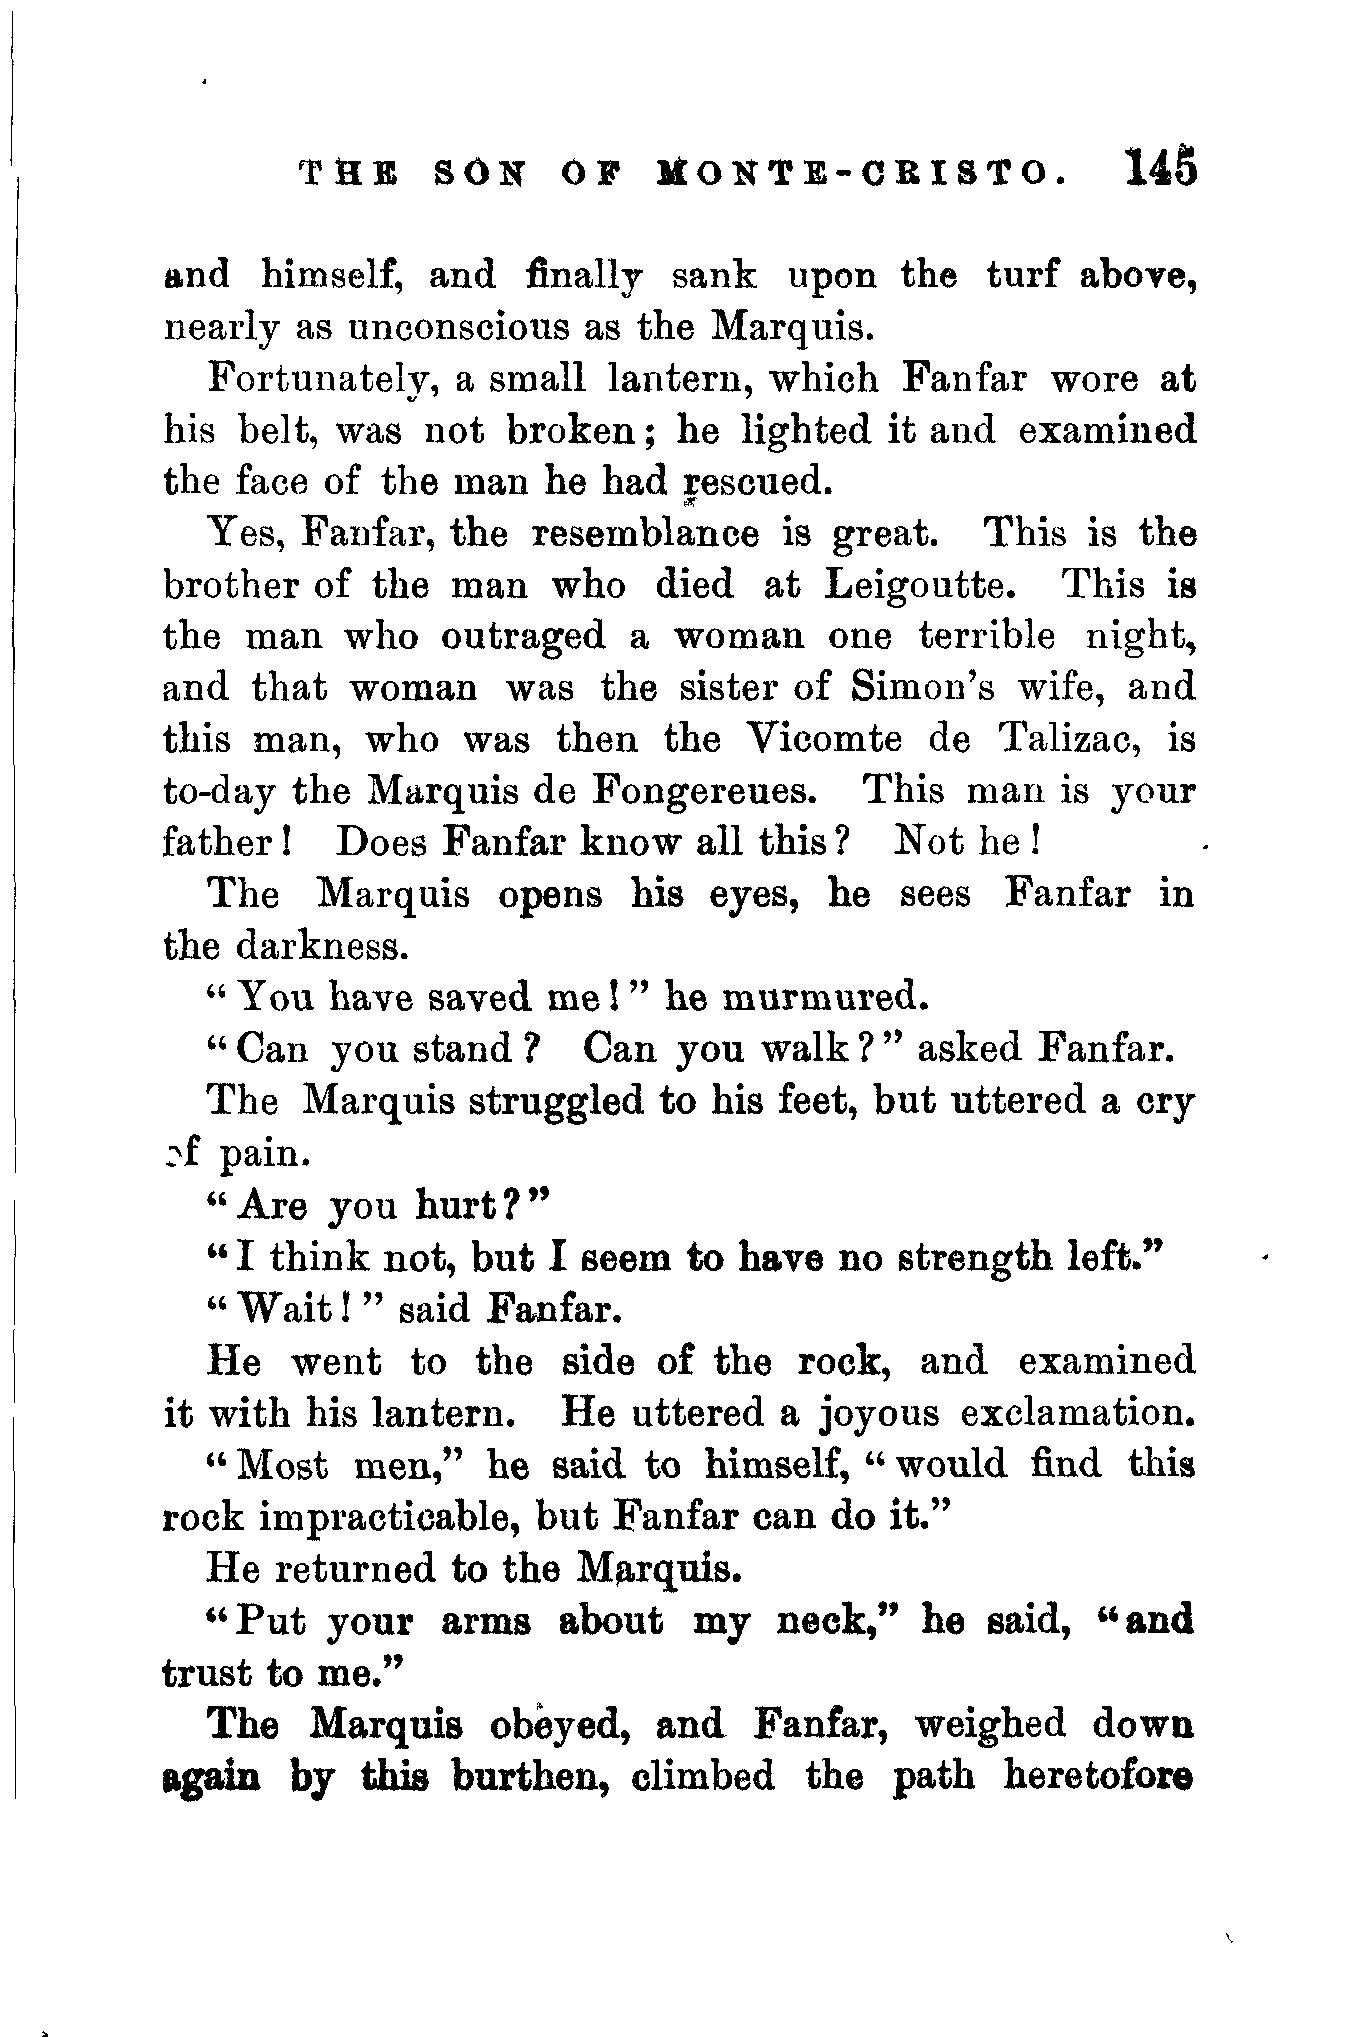 THE SON OF MONTE-CRISTO. 145
and himself, and finally sank upon the turf above,
nearly as unconscious as the Marquis.
Fortunately, a small lantern, which Fanfar wore at
his belt, was not broken; he lighted it and examined
the face of the man he had rescued.
Yes, Fanfar, the resemblance is great. This is the
brother of the man who died at Leigoutte. This is
the man who outraged a woman one terrible night,
and that woman was the sister of Simon's wife, and
this man, who was then the Vicomte de Talizac, is
to-day the Marquis de Fongereues. This man is your
father! Does Fanfar know all this? Not he!
The Marquis opens his eyes, he sees Fanfar in
the darkness.
"You have saved me!" he murmured.
"Can you stand? Can you walk?" asked Fanfar.
The Marquis struggled to his feet, but uttered a cry
of pain.
"Are you hurt?"
"I think not, but I seem to have no strength left."
"Wait!" said Fanfar.
He went to the side of the rock, and examined
it with his lantern. He uttered a joyous exclamation.
"Most men," he said to himself, "would find this
rock impracticable, but Fanfar can do it."
He returned to the Marquis.
"Put your arms about my neck," he said, "and
trust to me."
The Marquis obeyed, and Fanfar, weighed down
again by this burthen, climbed the path heretofore